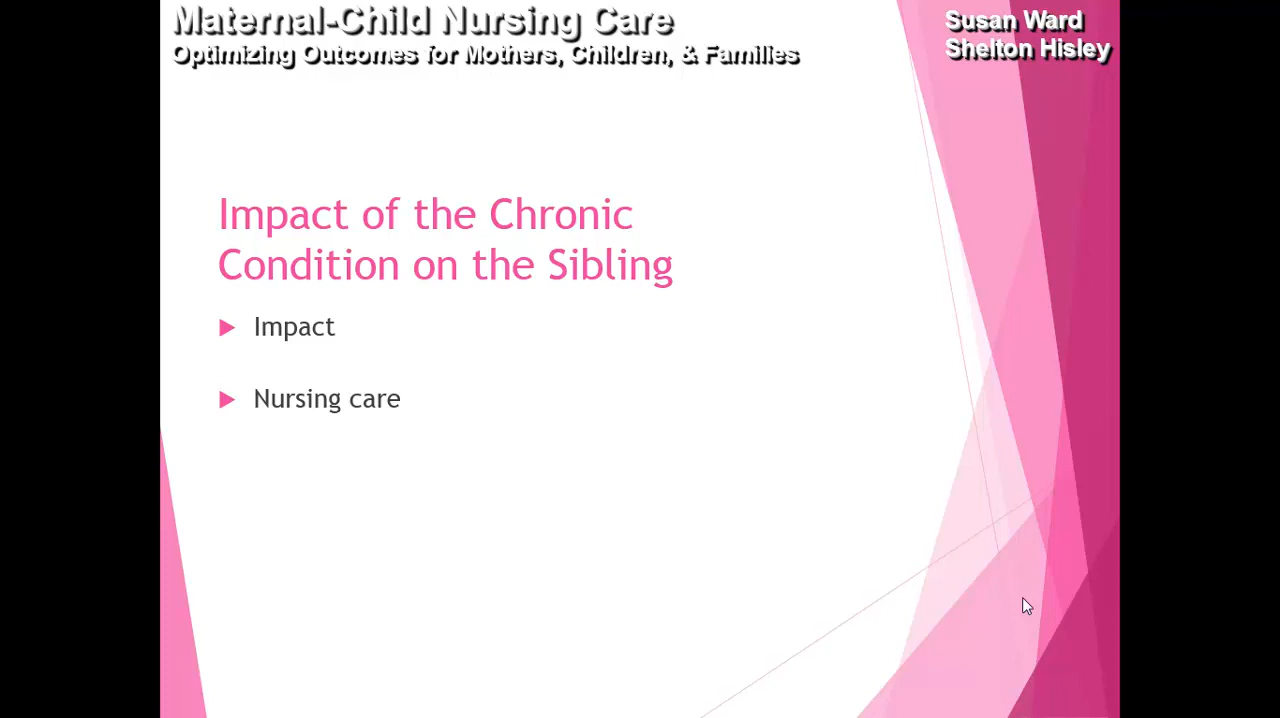 Maternal-Child Nursing Care
Optimizing Outcomes for Mothers, Children, & Families
Susan Ward
Shelton Hisley
Impact of the Chronic
Condition on the Sibling
Impact
Nursing care